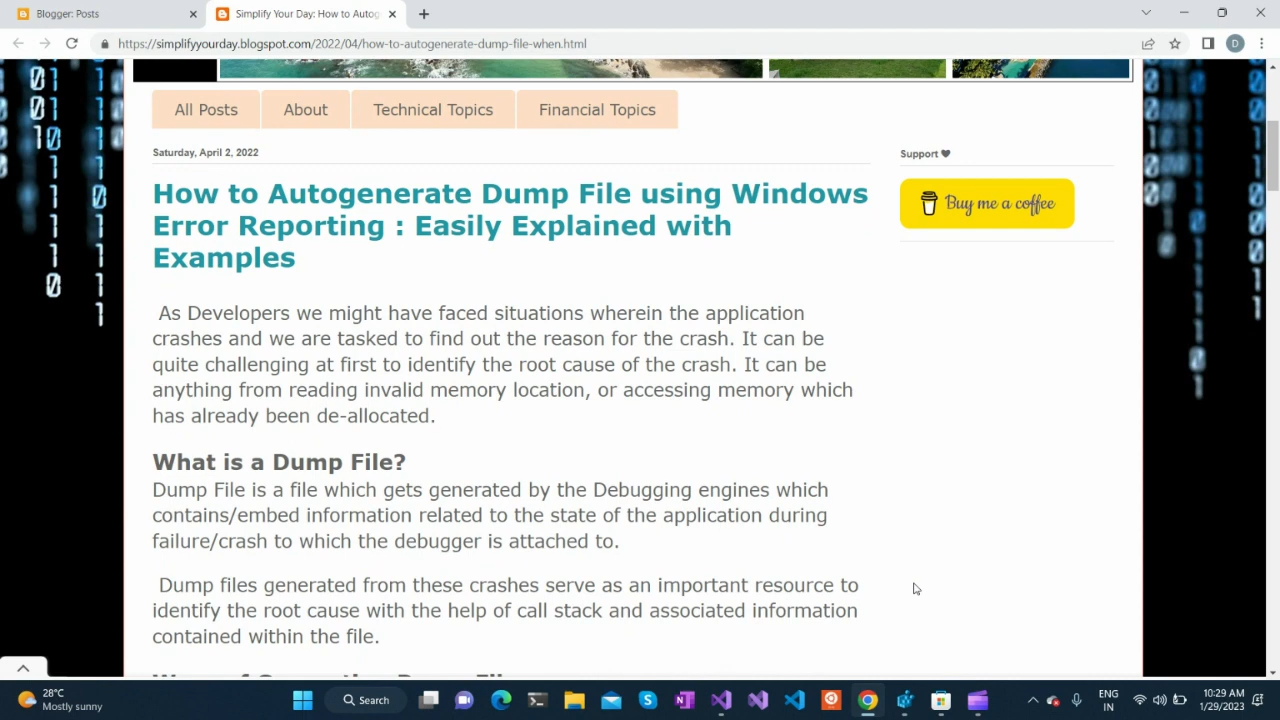 Blogger: Posts
Simplify Your Day: How to Autog
https://simplifyyourday.blogspot.com/2022/04/how-to-autogenerate-dump-file-when.html
D
All Posts
About
Technical Topics
Financial Topics
Saturday, April 2, 2022
Support
Buy me a coffee
How to Autogenerate Dump File using Windows
Error Reporting : Easily Explained with
Examples
As Developers we might have faced situations wherein the application
crashes and we are tasked to find out the reason for the crash. It can be
quite challenging at first to identify the root cause of the crash. It can be
anything from reading invalid memory location, or accessing memory which
has already been de-allocated.
What is a Dump File?
Dump File is a file which gets generated by the Debugging engines which
contains/embed information related to the state of the application during
failure/crash to which the debugger is attached to.
Dump files generated from these crashes serve as an important resource to
identify the root cause with the help of call stack and associated information
contained within the file.
28°C
Mostly sunny
Search
ENG
IN
10:29 AM
1/29/2023